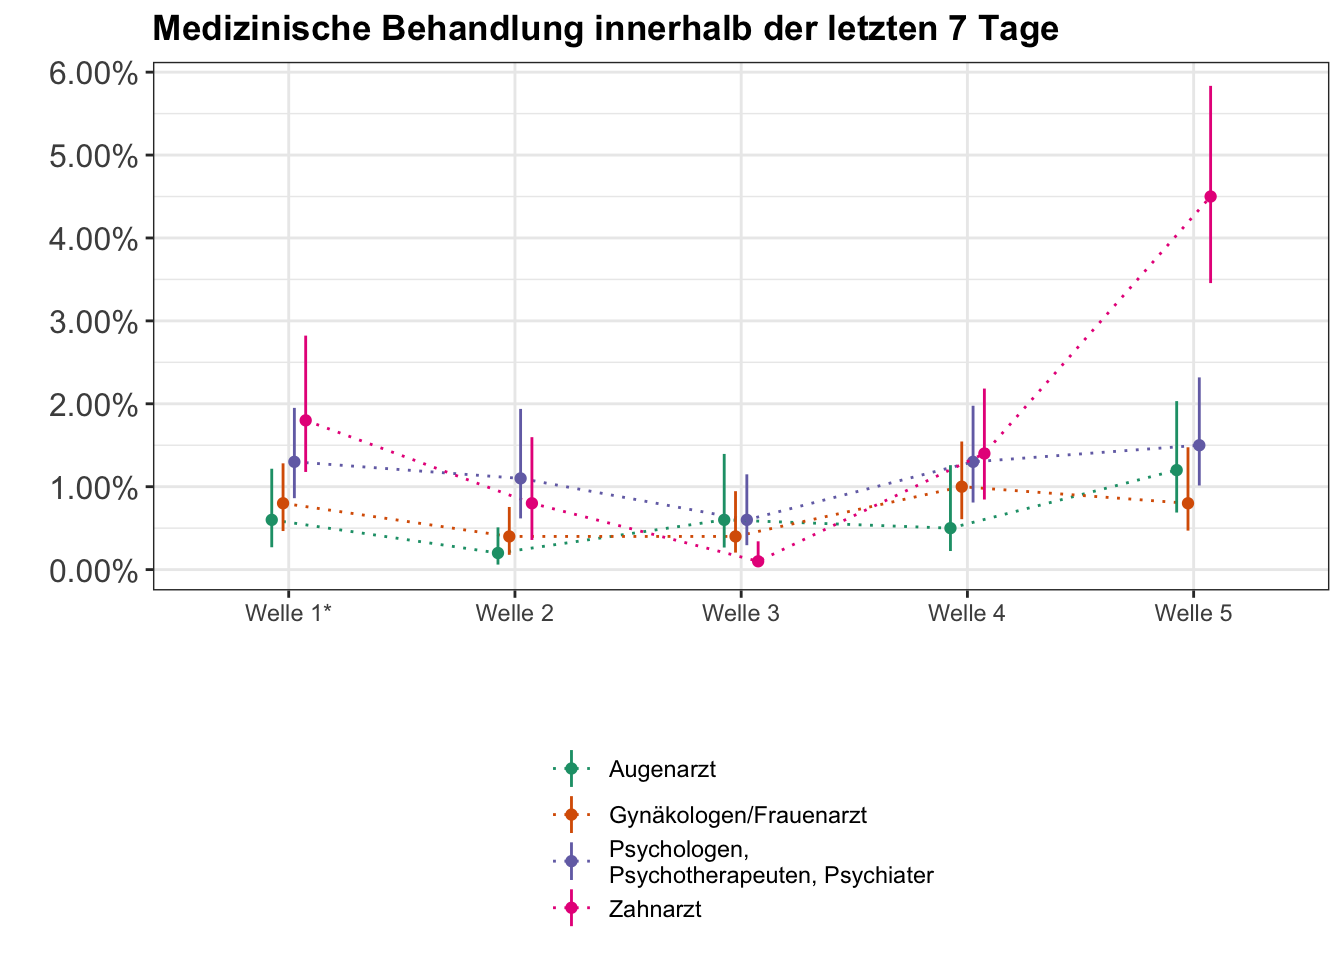 Medizinische Behandlung innerhalb der letzten 7 Tage
6.00%
5.00%
4.00%
3.00%
2.00%
1.00%
0.00%
Welle 1* Welle 2 Welle 3 Welle 4 Welle 5
Augenarzt
Gynäkologen/Frauenarzt
Psychologen,
Psychotherapeuten, Psychiater
Zahnarzt